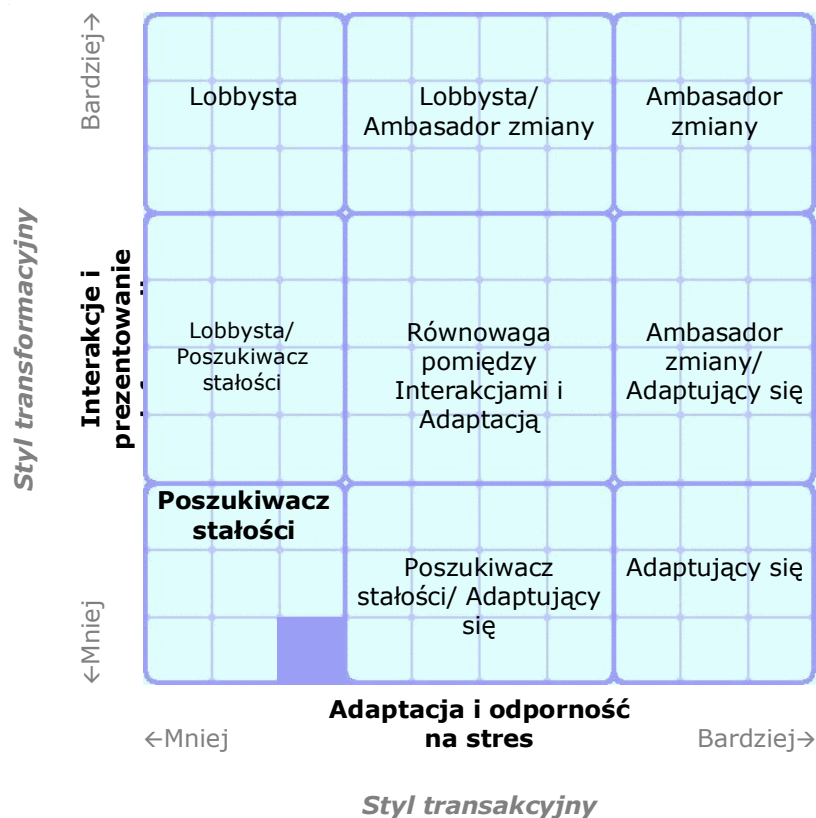 Bardziej→
Styl transformacyjny
Interakcje i
prezentowanie
←Mniej
Lobbysta
Lobbysta/
Ambasador zmiany
Ambasador
zmiany
Lobbysta/
Poszukiwacz
stałości
Równowaga
pomiędzy
Interakcjami i
Adaptacją
Ambasador
zmiany/
Adaptujący się
Poszukiwacz
stałości
Poszukiwacz
stałości/ Adaptujący
się
Adaptujący się
Adaptacja i odporność
na stres
←Mniej
Bardziej→
Styl transakcyjny